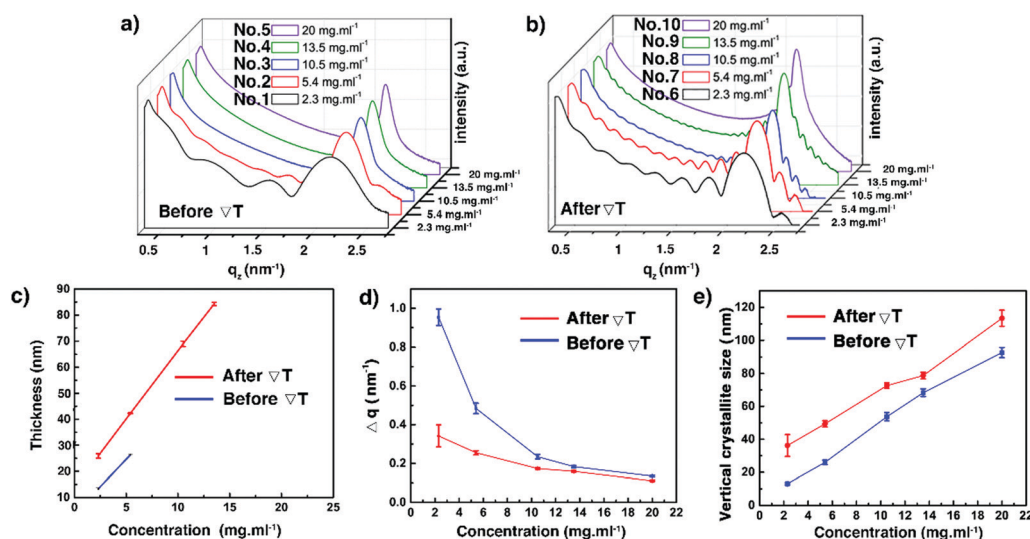 a)
No.5 20 mg.ml⁻¹
No.4 13.5 mg.ml⁻¹
No.3 10.5 mg.ml⁻¹
No.2 5.4 mg.ml⁻¹
No.1 2.3 mg.ml⁻¹
intensity (a.u.)
Before ▽T
20 mg.ml⁻¹
13.5 mg.ml⁻¹
10.5 mg.ml⁻¹
5.4 mg.ml⁻¹
2.3 mg.ml⁻¹
0.5 1 1.5 2 2.5
q_z (nm⁻¹)
b)
No.10 20 mg.ml⁻¹
No.9 13.5 mg.ml⁻¹
No.8 10.5 mg.ml⁻¹
No.7 5.4 mg.ml⁻¹
No.6 2.3 mg.ml⁻¹
intensity (a.u.)
After ▽T
20 mg.ml⁻¹
13.5 mg.ml⁻¹
10.5 mg.ml⁻¹
5.4 mg.ml⁻¹
2.3 mg.ml⁻¹
0.5 1 1.5 2 2.5
q_z (nm⁻¹)
c)
Thickness (nm)
90
80
70
60
50
40
30
20
10
After ▽T
Before ▽T
0 5 10 15 20 25
Concentration (mg.ml⁻¹)
d)
△ q (nm⁻¹)
1.0
0.8
0.6
0.4
0.2
0.0
After ▽T
Before ▽T
0 2 4 6 8 10 12 14 16 18 20 22
Concentration (mg.ml⁻¹)
e)
Vertical crystallite size (nm)
120
100
80
60
40
20
0
After ▽T
Before ▽T
0 2 4 6 8 10 12 14 16 18 20 22
Concentration (mg.ml⁻¹)